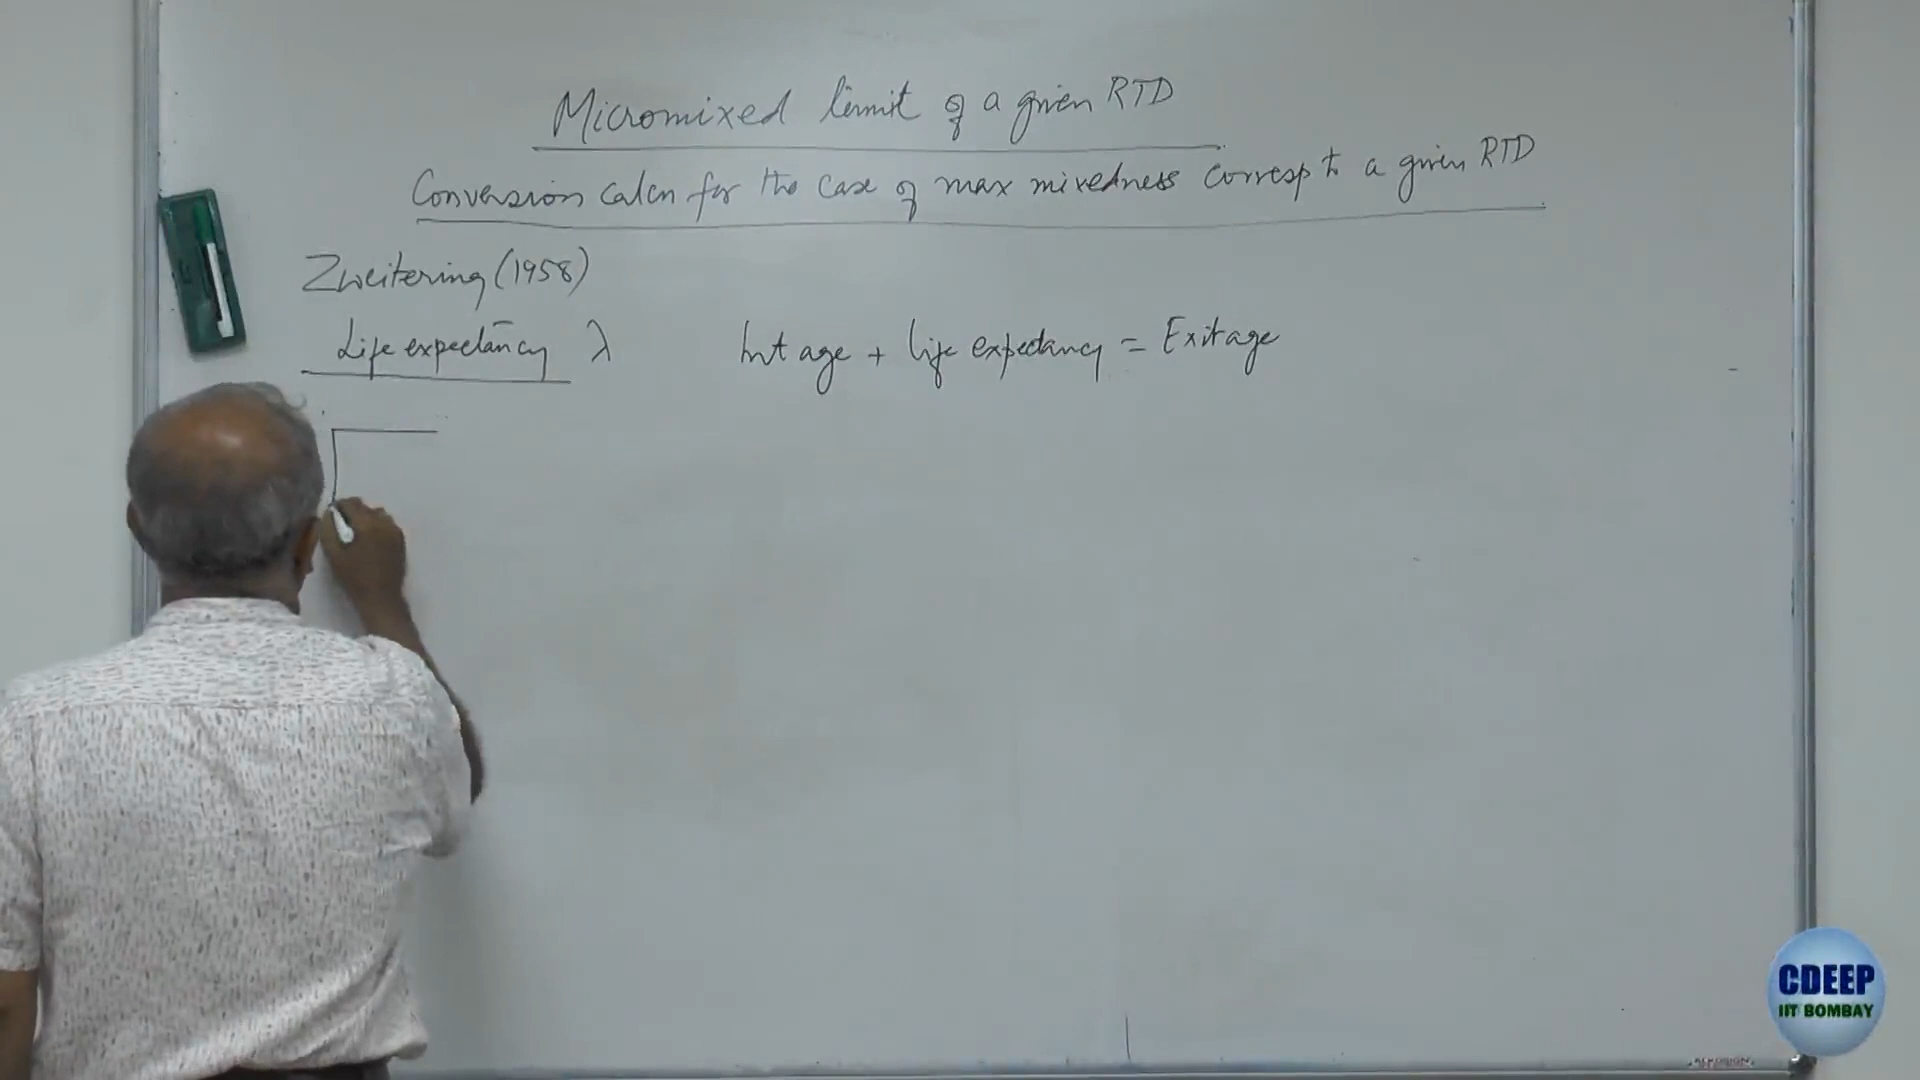 Micromixed limit of a given RTD
Conversion calcn for the case of max mixedness corresp to a given RTD
Zweitering (1958)
Life expectancy λ
Int age + life expectancy = Exit age
CDEEP
IIT BOMBAY